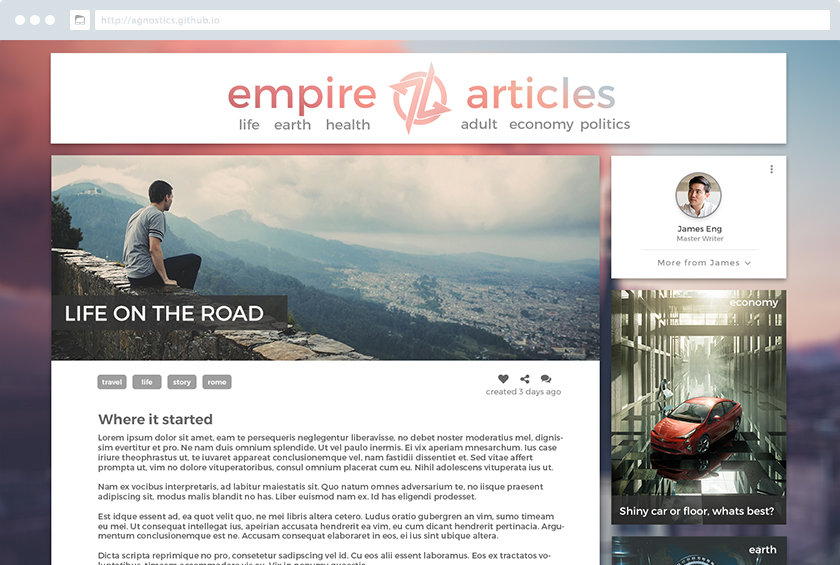 http://agnostics.github.io
empire articles
life earth health adult economy politics
LIFE ON THE ROAD
travel life story rome
created 3 days ago
Where it started
Lorem ipsum dolor sit amet, eam te persequeris neglegentur liberavisse, no debet noster moderatius mel, dignis-
sim evertitur et pro. Ne nam duis omnium splendide. Ut vel paulo inermis. Ei vix aperiam mnesarchum. Ius case
iriure theophrastus ut, te iuvaret apparerat conclusionemque vel, nam fastidii dissentiet et. Sed vitae affert
prompta ut, vim no dolore vituperatoribus, consul omnium placerat cum eu. Nihil adolescens vituperata ius ut.
Nam ex vocibus interpretaris, ad labitur maiestatis sit. Quo natum omnes adversarium te, no iisque praesent
adipiscing sit, modus malis blandit no has. Liber euismod nam ex. Id has eligendi prodesset.
Est idque essent ad, ea quot velit quo, ne mei libris altera cetero. Ludus oratio gubergren an vim, sumo timeam
eu mei. Ut consequat intellegat ius, apeirian accusata hendrerit ea vim, eu cum dicant hendrerit pertinacia. Argu-
mentum conclusionemque est ne. Accusam consequat elaboraret in eos, ei ius sint ubique altera.
Dicta scripta reprimique no pro, consetetur sadipscing vel id. Cu eos alii essent laboramus. Eos ex tractatos vo-
James Eng
Master Writer
More from James
economy
Shiny car or floor, whats best?
earth